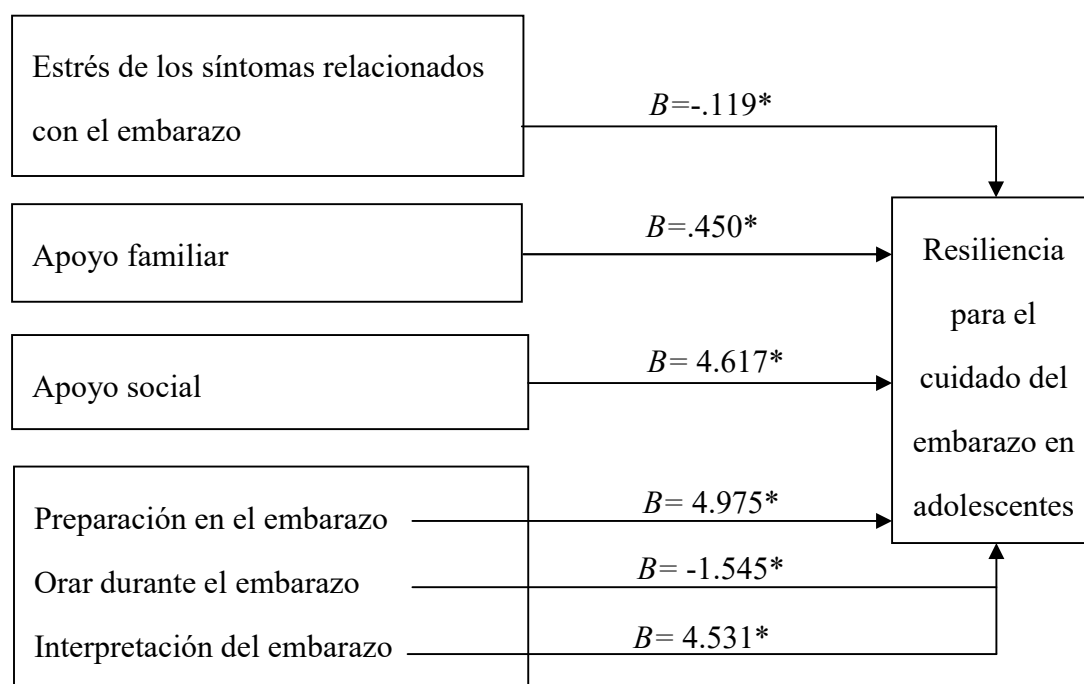 Estrés de los síntomas relacionados
con el embarazo
B=-.119*
Apoyo familiar
B=.450*
Apoyo social
B= 4.617*
Preparación en el embarazo
B= 4.975*
Orar durante el embarazo
B= -1.545*
Interpretación del embarazo
B= 4.531*
Resiliencia
para el
cuidado del
embarazo en
adolescentes